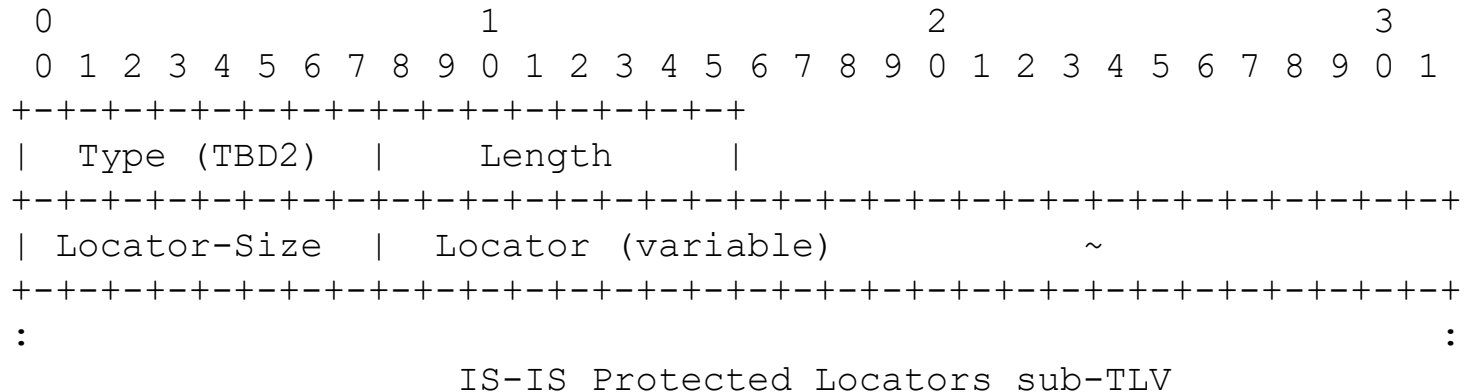 0                   1                   2                   3
 0 1 2 3 4 5 6 7 8 9 0 1 2 3 4 5 6 7 8 9 0 1 2 3 4 5 6 7 8 9 0 1
+-+-+-+-+-+-+-+-+-+-+-+-+-+-+-+-+
|  Type (TBD2)  |    Length     |
+-+-+-+-+-+-+-+-+-+-+-+-+-+-+-+-+-+-+-+-+-+-+-+-+-+-+-+-+-+-+-+-+
| Locator-Size  |  Locator (variable)           ~
+-+-+-+-+-+-+-+-+-+-+-+-+-+-+-+-+-+-+-+-+-+-+-+-+-+-+-+-+-+-+-+-+
:                                                               :
                    IS-IS Protected Locators sub-TLV